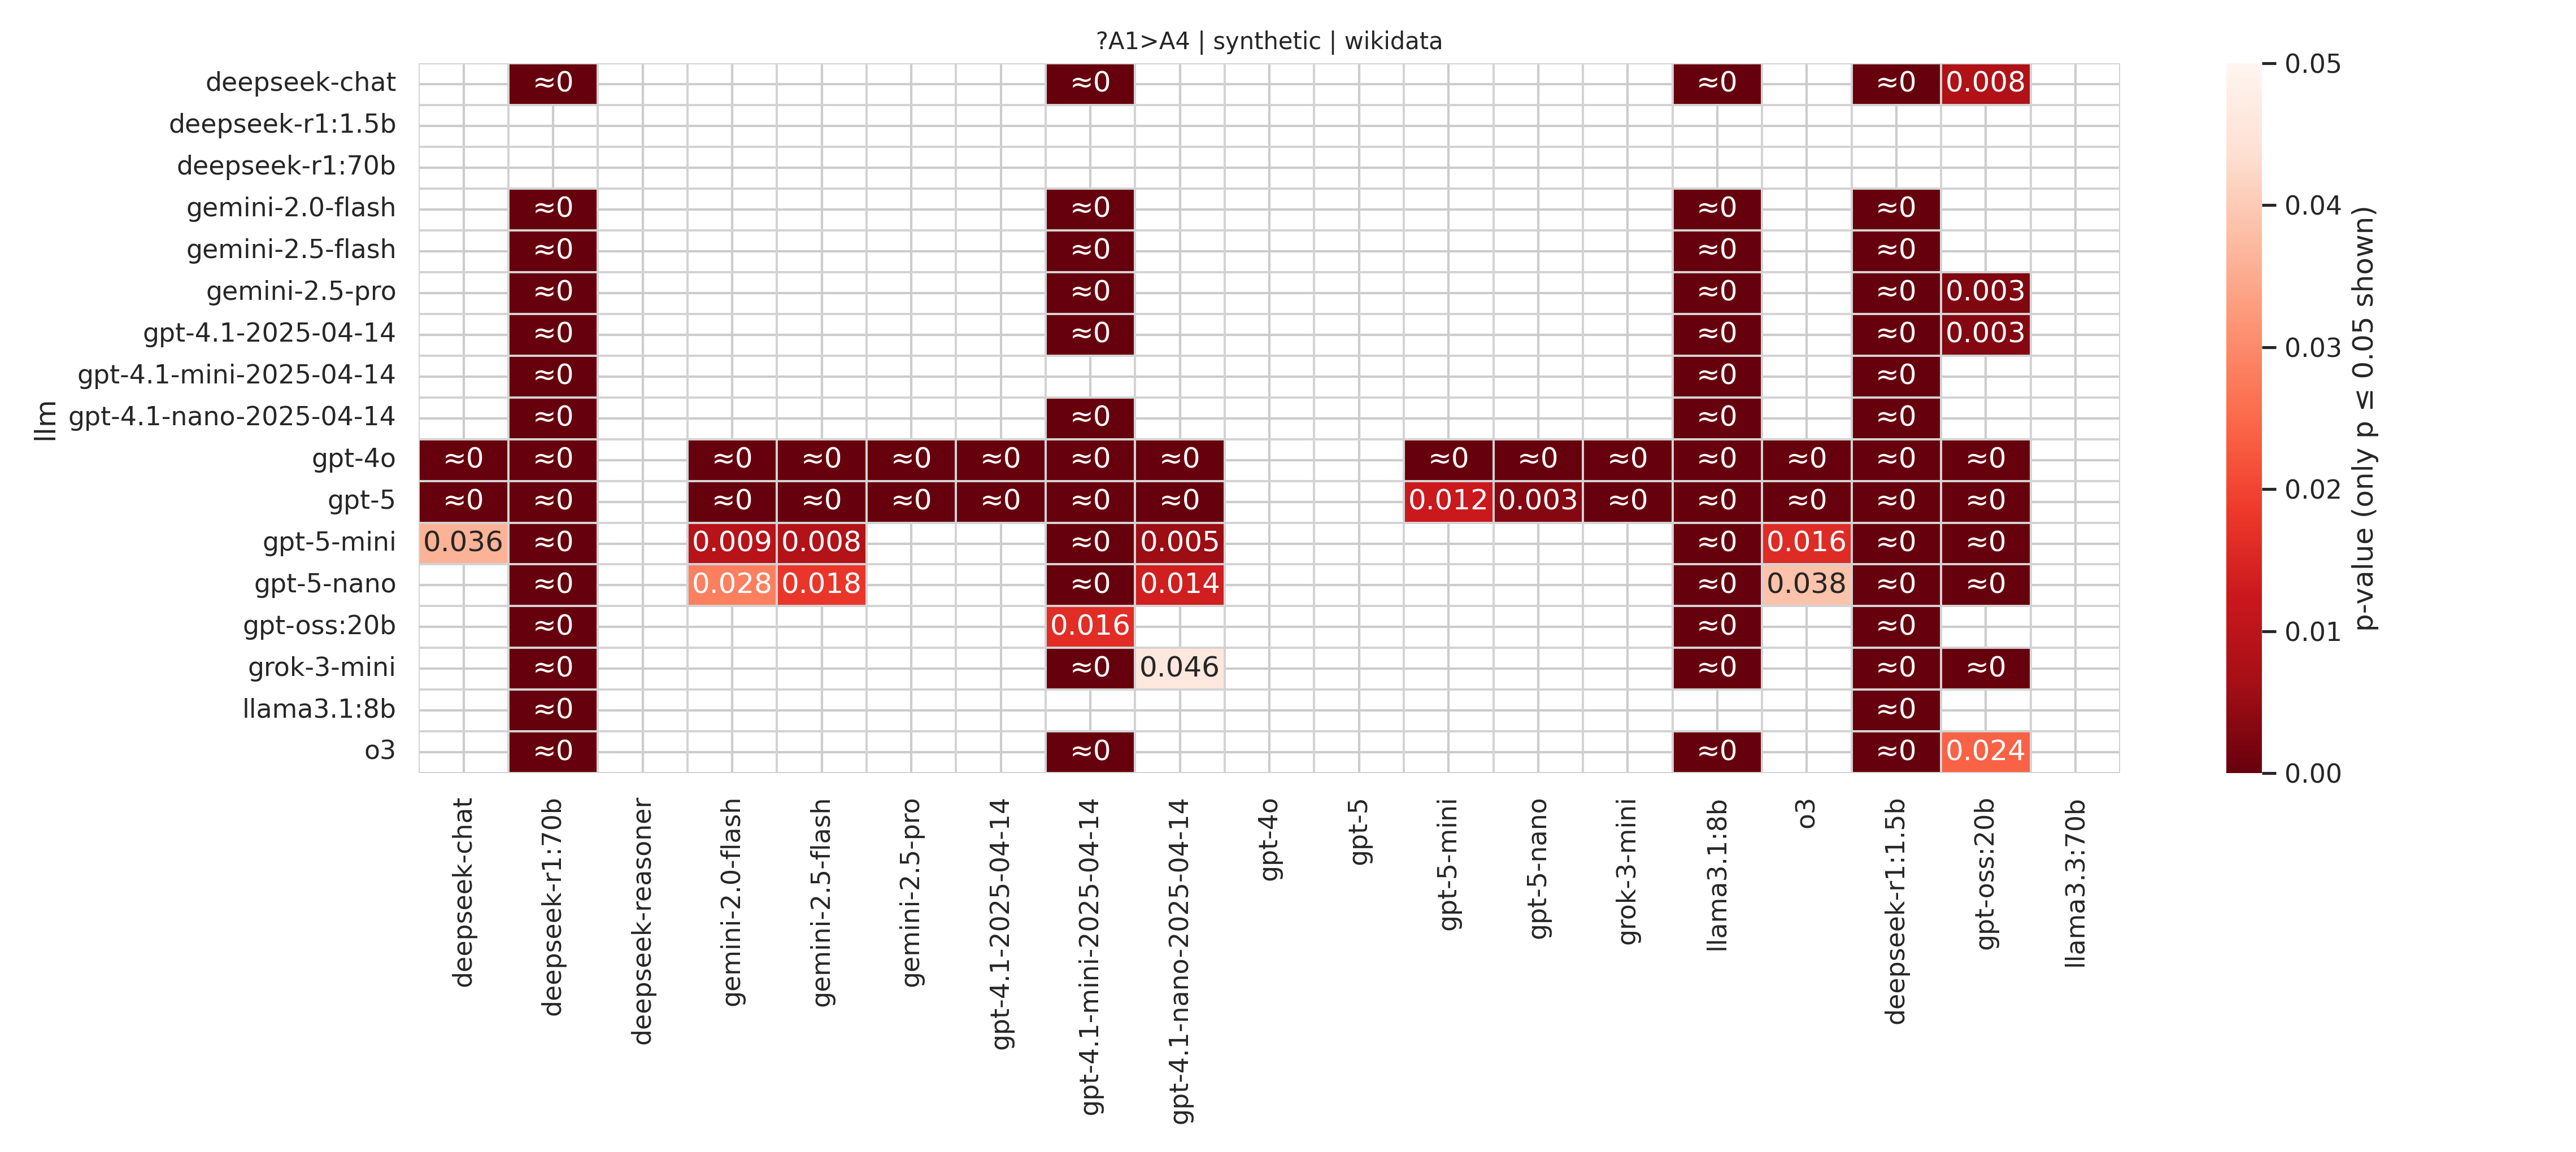 ?A1>A4 | synthetic | wikidata
llm
deepseek-chat ≈0 ≈0 ≈0 ≈0 0.008
deepseek-r1:1.5b
deepseek-r1:70b
gemini-2.0-flash ≈0 ≈0 ≈0 ≈0
gemini-2.5-flash ≈0 ≈0 ≈0 ≈0
gemini-2.5-pro ≈0 ≈0 ≈0 ≈0 0.003
gpt-4.1-2025-04-14 ≈0 ≈0 ≈0 ≈0 0.003
gpt-4.1-mini-2025-04-14 ≈0 ≈0 ≈0
gpt-4.1-nano-2025-04-14 ≈0 ≈0 ≈0 ≈0
gpt-4o ≈0 ≈0 ≈0 ≈0 ≈0 ≈0 ≈0 ≈0 ≈0 ≈0 ≈0 ≈0 ≈0 ≈0 ≈0
gpt-5 ≈0 ≈0 ≈0 ≈0 ≈0 ≈0 ≈0 ≈0 0.012 0.003 ≈0 ≈0 ≈0 ≈0 ≈0
gpt-5-mini 0.036 ≈0 0.009 0.008 ≈0 0.005 ≈0 0.016 ≈0 ≈0
gpt-5-nano ≈0 0.028 0.018 ≈0 0.014 ≈0 0.038 ≈0 ≈0
gpt-oss:20b ≈0 0.016 ≈0 ≈0
grok-3-mini ≈0 ≈0 0.046 ≈0 ≈0 ≈0
llama3.1:8b ≈0 ≈0
o3 ≈0 ≈0 ≈0 ≈0 0.024
deepseek-chat
deepseek-r1:70b
deepseek-reasoner
gemini-2.0-flash
gemini-2.5-flash
gemini-2.5-pro
gpt-4.1-2025-04-14
gpt-4.1-mini-2025-04-14
gpt-4.1-nano-2025-04-14
gpt-4o
gpt-5
gpt-5-mini
gpt-5-nano
grok-3-mini
llama3.1:8b
o3
deepseek-r1:1.5b
gpt-oss:20b
llama3.3:70b
0.05
0.04
0.03
0.02
0.01
0.00
p-value (only p ≤ 0.05 shown)